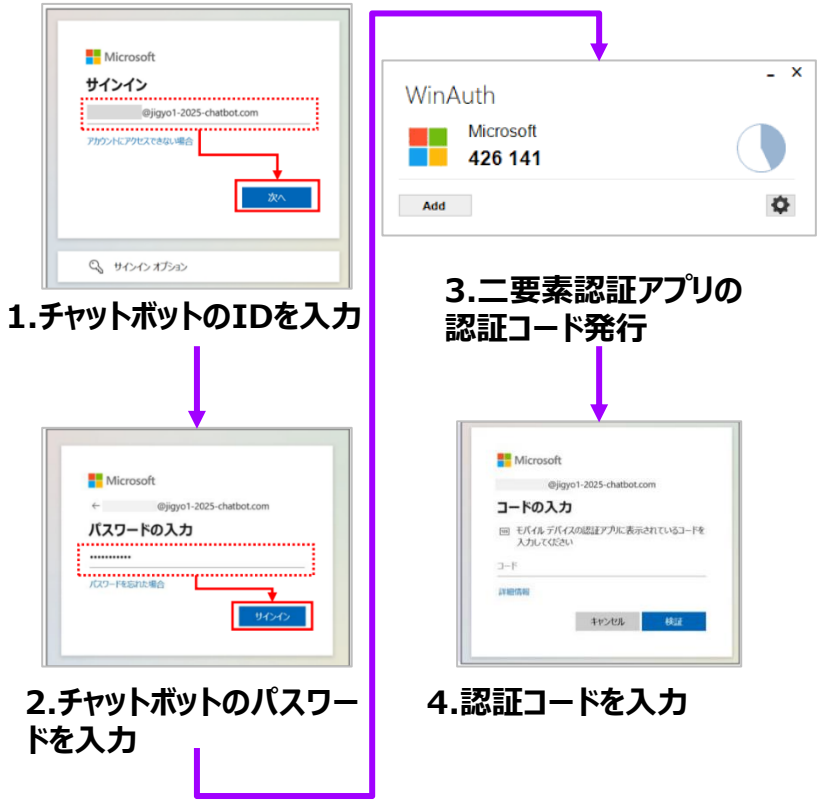 Microsoft
サインイン
@jigyo1-2025-chatbot.com
アカウントにアクセスできない場合
次へ
サインイン オプション
1.チャットボットのIDを入力
Microsoft
← @jigyo1-2025-chatbot.com
パスワードの入力
•••••••••••
パスワードを忘れた場合
サインイン
2.チャットボットのパスワー
ドを入力
WinAuth
Microsoft
426 141
Add
3.二要素認証アプリの
認証コード発行
Microsoft
@jigyo1-2025-chatbot.com
コードの入力
モバイル デバイスの認証アプリに表示されているコードを
入力してください
コード
詳細情報
キャンセル
検証
4.認証コードを入力